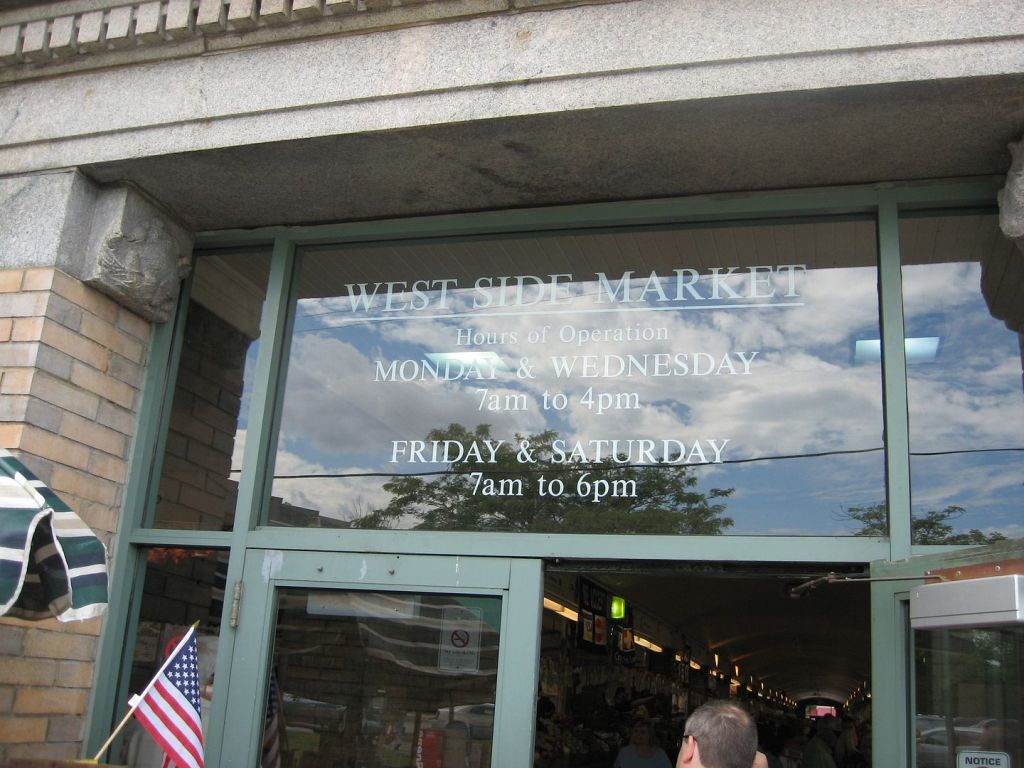 WEST SIDE MARKET
Hours of Operation
MONDAY & WEDNESDAY
7am to 4pm
FRIDAY & SATURDAY
7am to 6pm
NOTICE